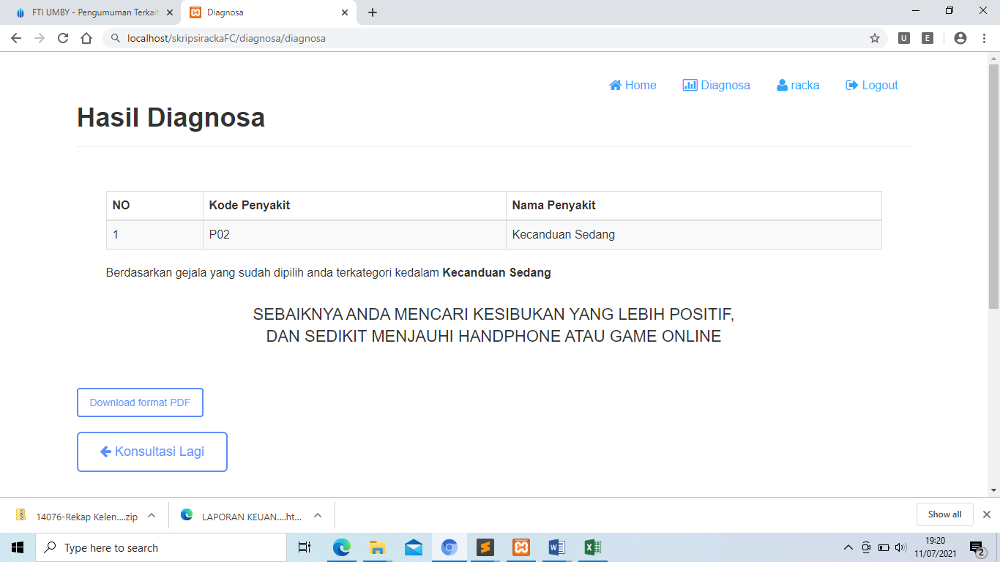 FTI UMBY - Pengumuman Terkait
Diagnosa
localhost/skripsirackaFC/diagnosa/diagnosa
U
E
Home
Diagnosa
racka
Logout
Hasil Diagnosa
NO Kode Penyakit Nama Penyakit
1 P02 Kecanduan Sedang
Berdasarkan gejala yang sudah dipilih anda terkategori kedalam Kecanduan Sedang
SEBAIKNYA ANDA MENCARI KESIBUKAN YANG LEBIH POSITIF,
DAN SEDIKIT MENJAUHI HANDPHONE ATAU GAME ONLINE
Download format PDF
Konsultasi Lagi
14076-Rekap Kelen....zip
LAPORAN KEUAN....ht...
Show all
Type here to search
19:20
11/07/2021
2